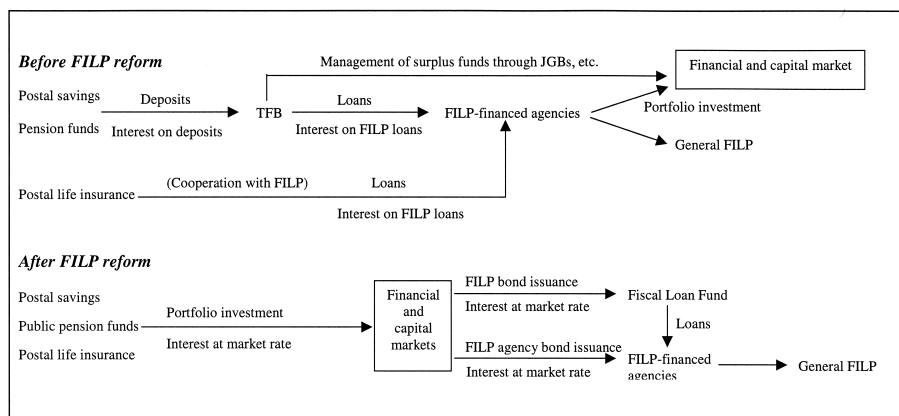 Before FILP reform
Management of surplus funds through JGBs, etc.
Financial and capital market
Postal savings
Deposits
Loans
TFB
FILP-financed agencies
Portfolio investment
Pension funds
Interest on deposits
Interest on FILP loans
General FILP
Postal life insurance
(Cooperation with FILP)
Loans
Interest on FILP loans
After FILP reform
Postal savings
Public pension funds
Postal life insurance
Portfolio investment
Interest at market rate
Financial
and
capital
markets
FILP bond issuance
Interest at market rate
Fiscal Loan Fund
Loans
FILP agency bond issuance
Interest at market rate
FILP-financed
agencies
General FILP